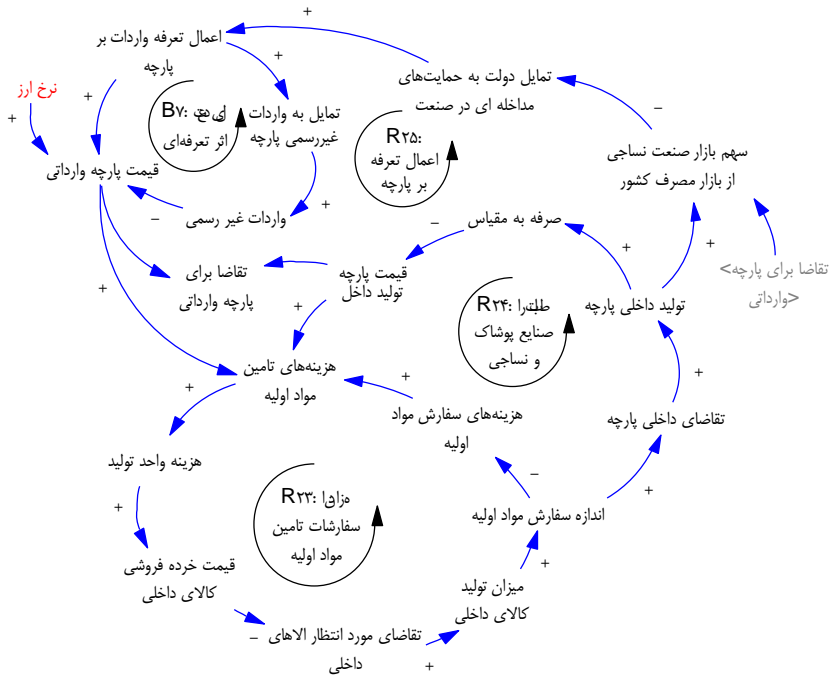 اعمال تعرفه واردات بر
پارچه
نرخ ارز
تمایل دولت به حمایت‌های
مداخله ای در صنعت
B۷:
اثر تعرفه‌ای
تمایل به واردات
غیررسمی پارچه
R۲۵:
اعمال تعرفه
بر پارچه
سهم بازار صنعت نساجی
از بازار مصرف کشور
قیمت پارچه وارداتی
واردات غیر رسمی
صرفه به مقیاس
تقاضا برای
پارچه وارداتی
قیمت پارچه
تولید داخل
<تقاضا برای پارچه
وارداتی>
R۲۴:
صنایع پوشاک
و نساجی
تولید داخلی پارچه
هزینه‌های تامین
مواد اولیه
هزینه‌های سفارش مواد
اولیه
تقاضای داخلی پارچه
هزینه واحد تولید
R۲۳:
سفارشات تامین
مواد اولیه
اندازه سفارش مواد اولیه
قیمت خرده فروشی
کالای داخلی
میزان تولید
کالای داخلی
تقاضای مورد انتظار الاهای
داخلی